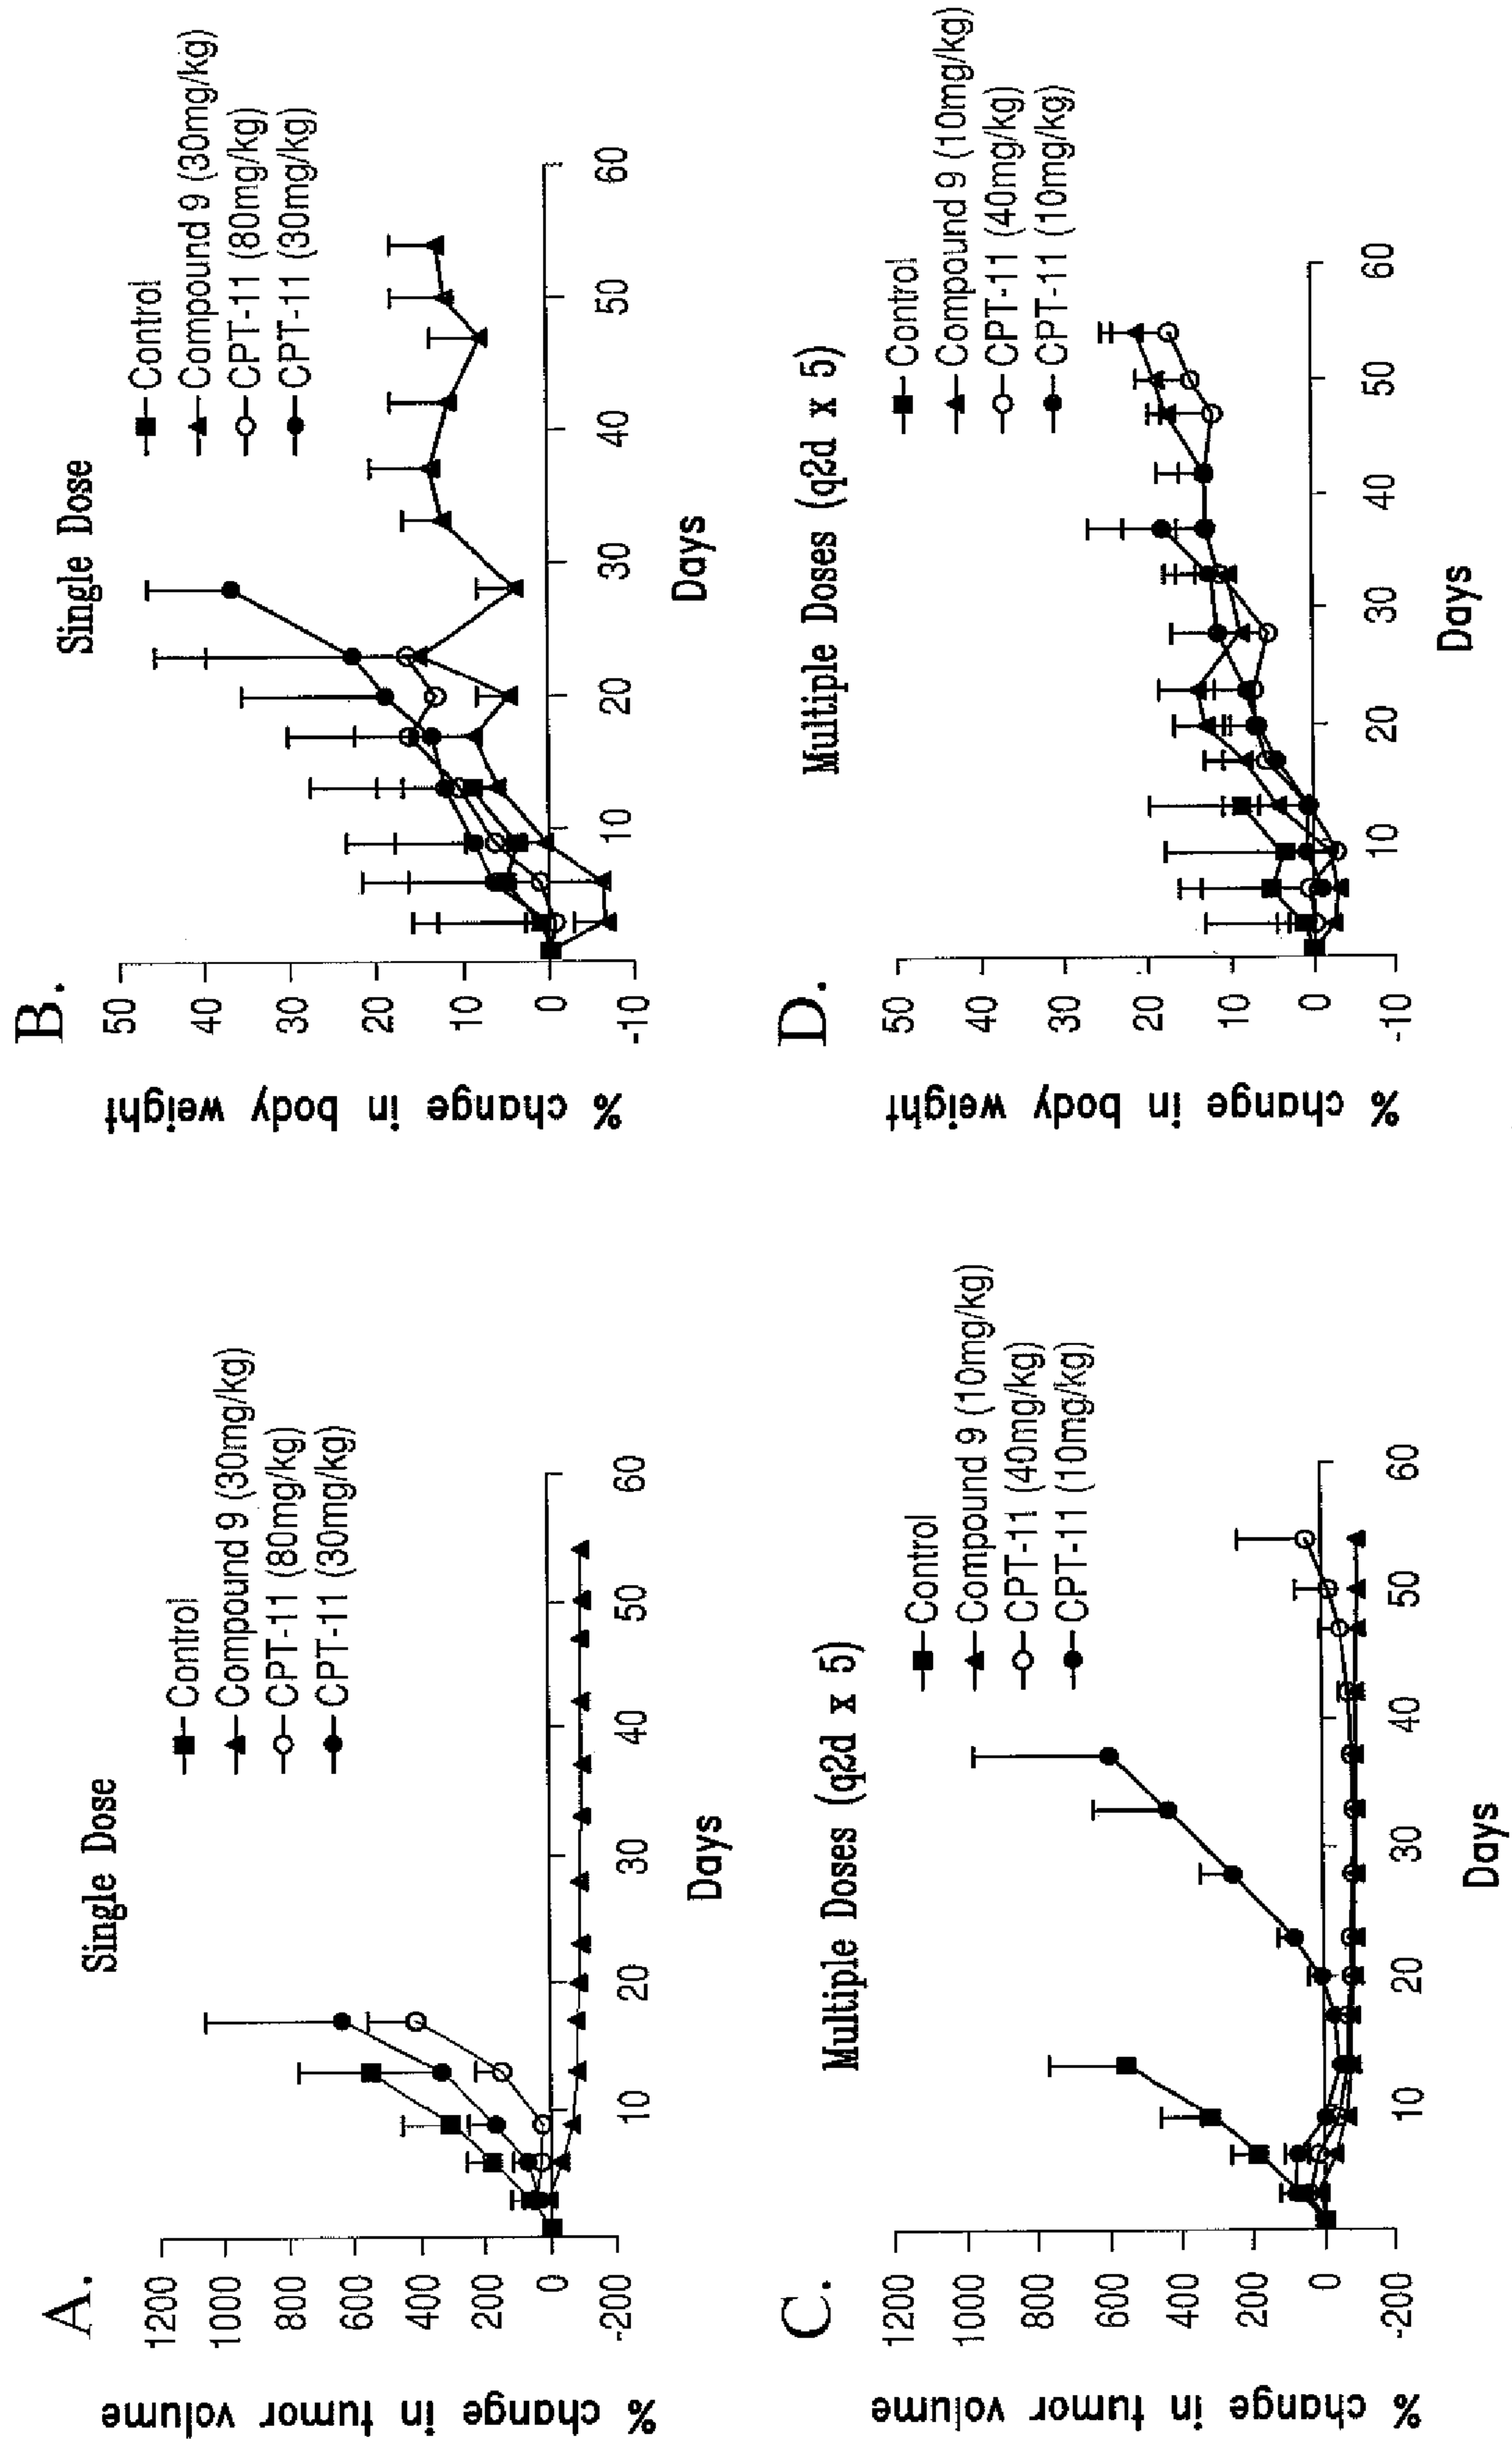 A.
Single Dose
Control
Compound 9 (30mg/kg)
CPT-11 (80mg/kg)
CPT-11 (30mg/kg)
% change in tumor volume
1200
1000
800
600
400
200
0
-200
10
20
30
40
50
60
Days
B.
Single Dose
Control
Compound 9 (30mg/kg)
CPT-11 (80mg/kg)
CPT-11 (30mg/kg)
% change in body weight
50
40
30
20
10
0
-10
10
20
30
40
50
60
Days
C.
Multiple Doses (q2d x 5)
Control
Compound 9 (10mg/kg)
CPT-11 (40mg/kg)
CPT-11 (10mg/kg)
% change in tumor volume
1200
1000
800
600
400
200
0
-200
10
20
30
40
50
60
Days
D.
Multiple Doses (q2d x 5)
Control
Compound 9 (10mg/kg)
CPT-11 (40mg/kg)
CPT-11 (10mg/kg)
% change in body weight
50
40
30
20
10
0
-10
10
20
30
40
50
60
Days